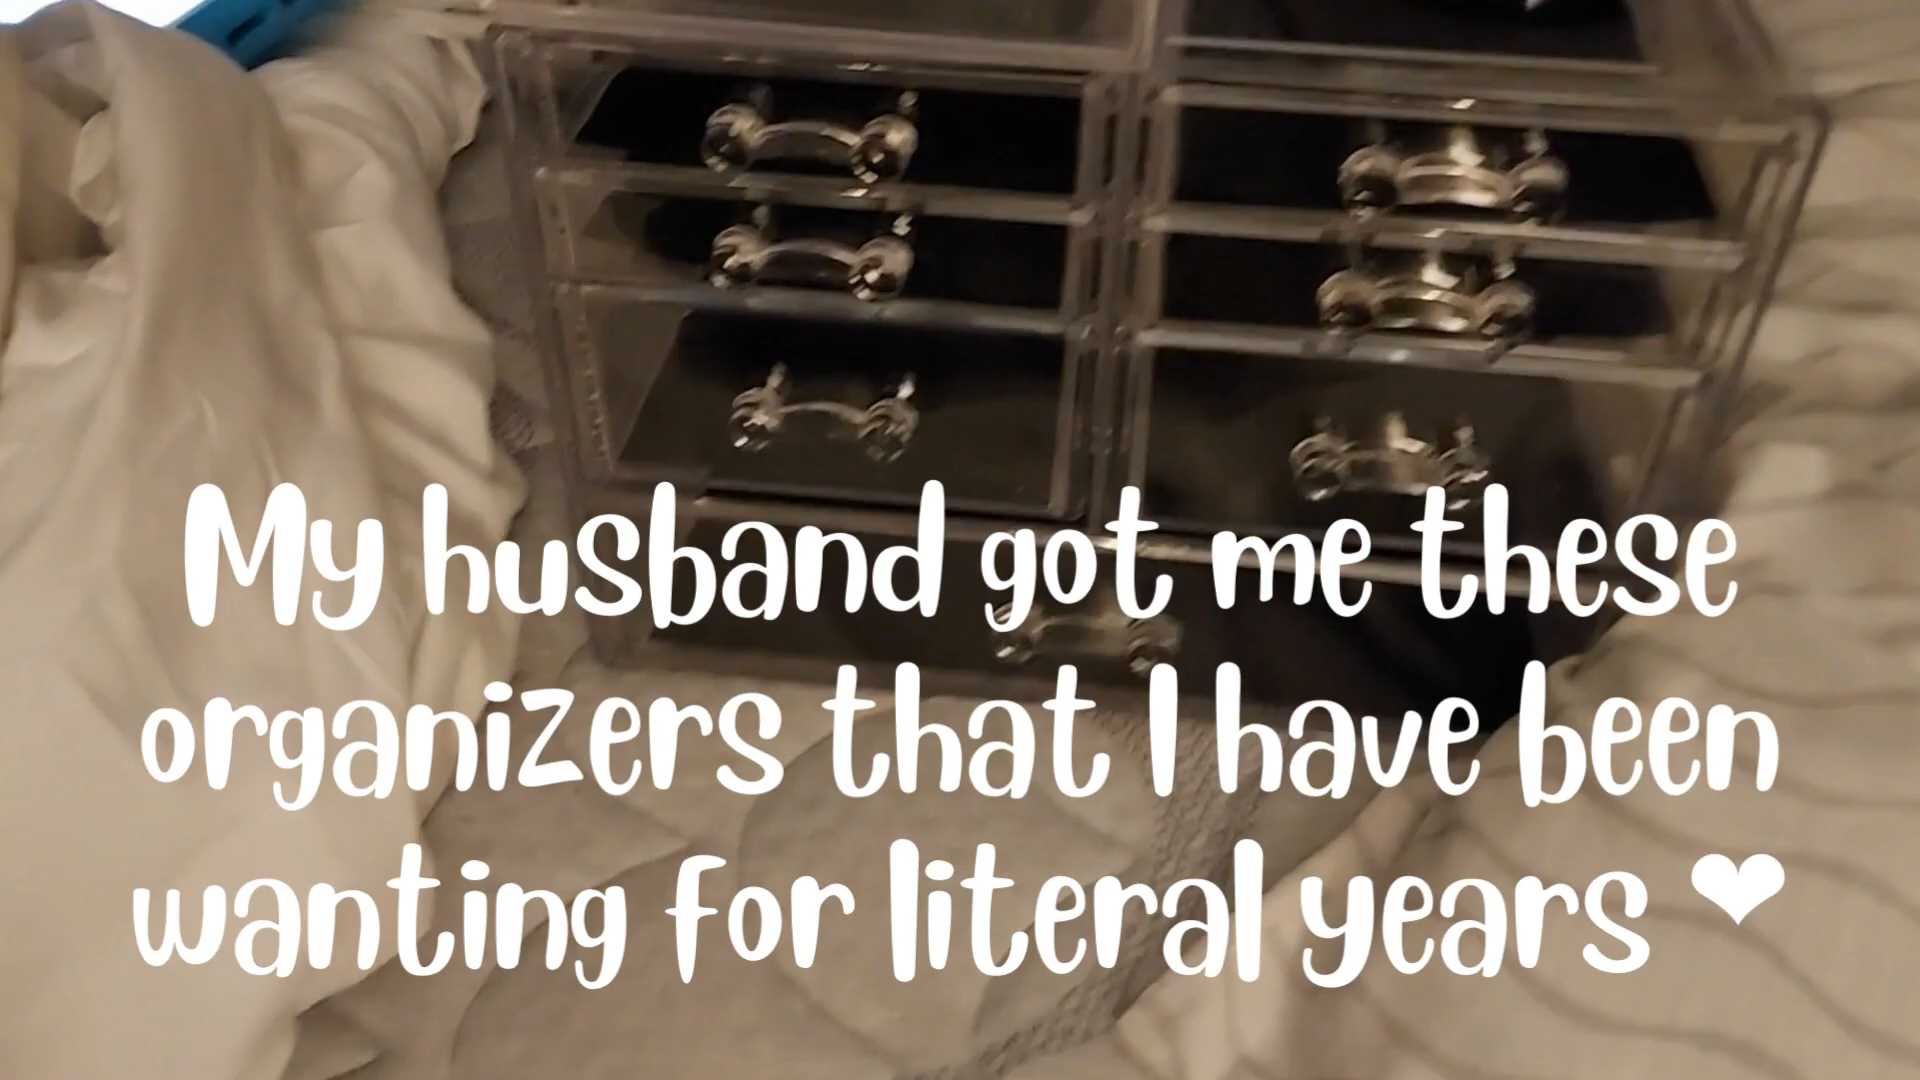 My husband got me these
organizers that I have been
wanting for literal years ❤